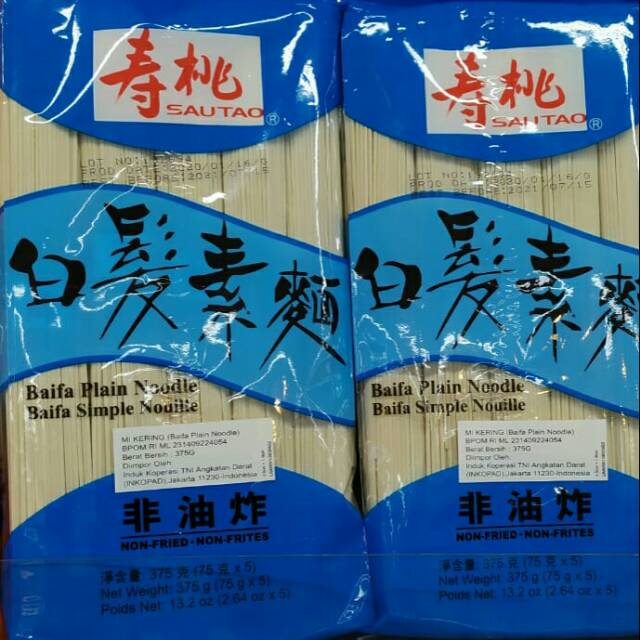 寿桃
SAUTAO®
白髮素麵
Baifa Plain Noodle
Baifa Simple Nouille
MI KERING (Baifa Plain Noodle)
BPOM RI ML 231409224054
Berat Bersih : 375G
Diimpor Oleh:
Induk Koperasi TNI Angkatan Darat
(INKOPAD),Jakarta 11230-Indonesia
非油炸
NON-FRIED · NON-FRITES
淨含量: 375 克 (75 克 x 5)
Net Weight: 375 g (75 g x 5)
Poids Net: 13.2 oz (2.64 oz x 5)
寿桃
SAUTAO®
白髮素麵
Baifa Plain Noodle
Baifa Simple Nouille
MI KERING (Baifa Plain Noodle)
BPOM RI ML 231409224054
Berat Bersih : 375G
Diimpor Oleh:
Induk Koperasi TNI Angkatan Darat
(INKOPAD),Jakarta 11230-Indonesia
非油炸
NON-FRIED · NON-FRITES
淨含量: 375 克 (75 克 x 5)
Net Weight: 375 g (75 g x 5)
Poids Net: 13.2 oz (2.64 oz x 5)